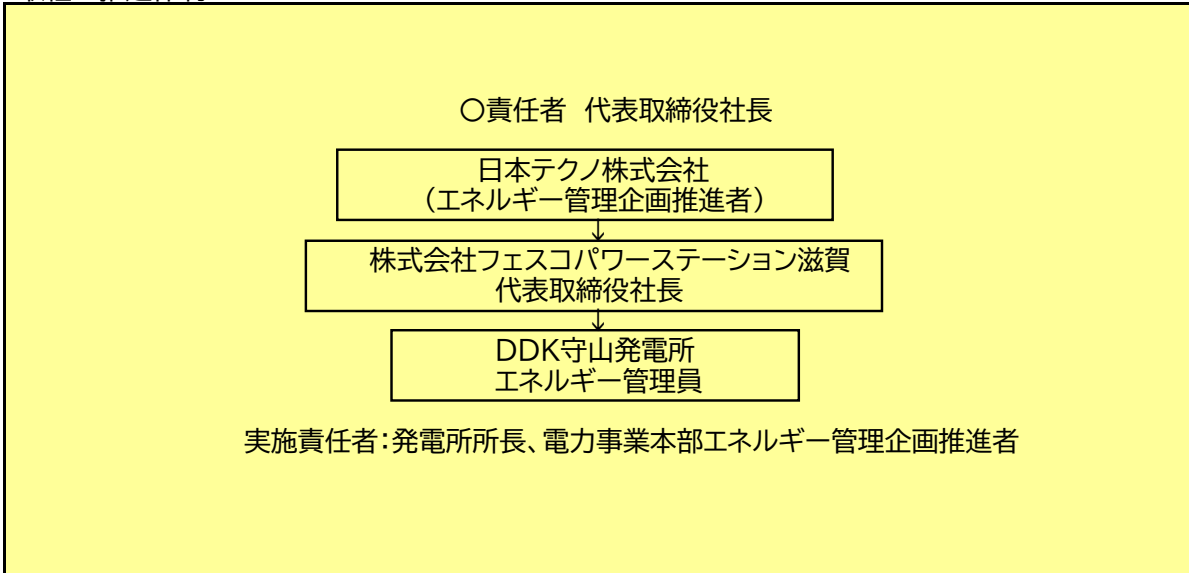 ○責任者 代表取締役社長
日本テクノ株式会社
(エネルギー管理企画推進者)
↓
株式会社フェスコパワーステーション滋賀
代表取締役社長
↓
DDK守山発電所
エネルギー管理員
実施責任者:発電所所長、電力事業本部エネルギー管理企画推進者